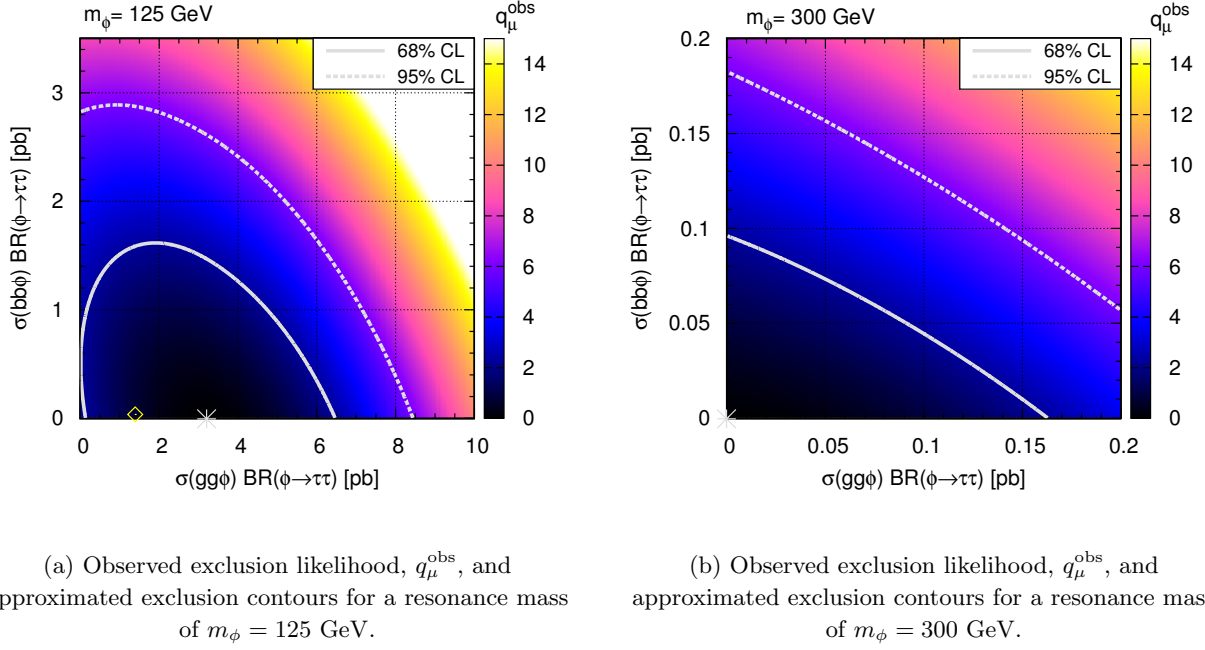 m_ϕ= 125 GeV
q_μ^obs
68% CL
95% CL
3
2
1
0
σ(bbϕ) BR(ϕ→ττ) [pb]
0 2 4 6 8 10
σ(ggϕ) BR(ϕ→ττ) [pb]
14
12
10
8
6
4
2
0
m_ϕ= 300 GeV
q_μ^obs
68% CL
95% CL
0.2
0.15
0.1
0.05
0
σ(bbϕ) BR(ϕ→ττ) [pb]
0 0.05 0.1 0.15 0.2
σ(ggϕ) BR(ϕ→ττ) [pb]
14
12
10
8
6
4
2
0
(a) Observed exclusion likelihood, q_μ^obs, and
pproximated exclusion contours for a resonance mass
of m_ϕ = 125 GeV.
(b) Observed exclusion likelihood, q_μ^obs, and
approximated exclusion contours for a resonance mas
of m_ϕ = 300 GeV.